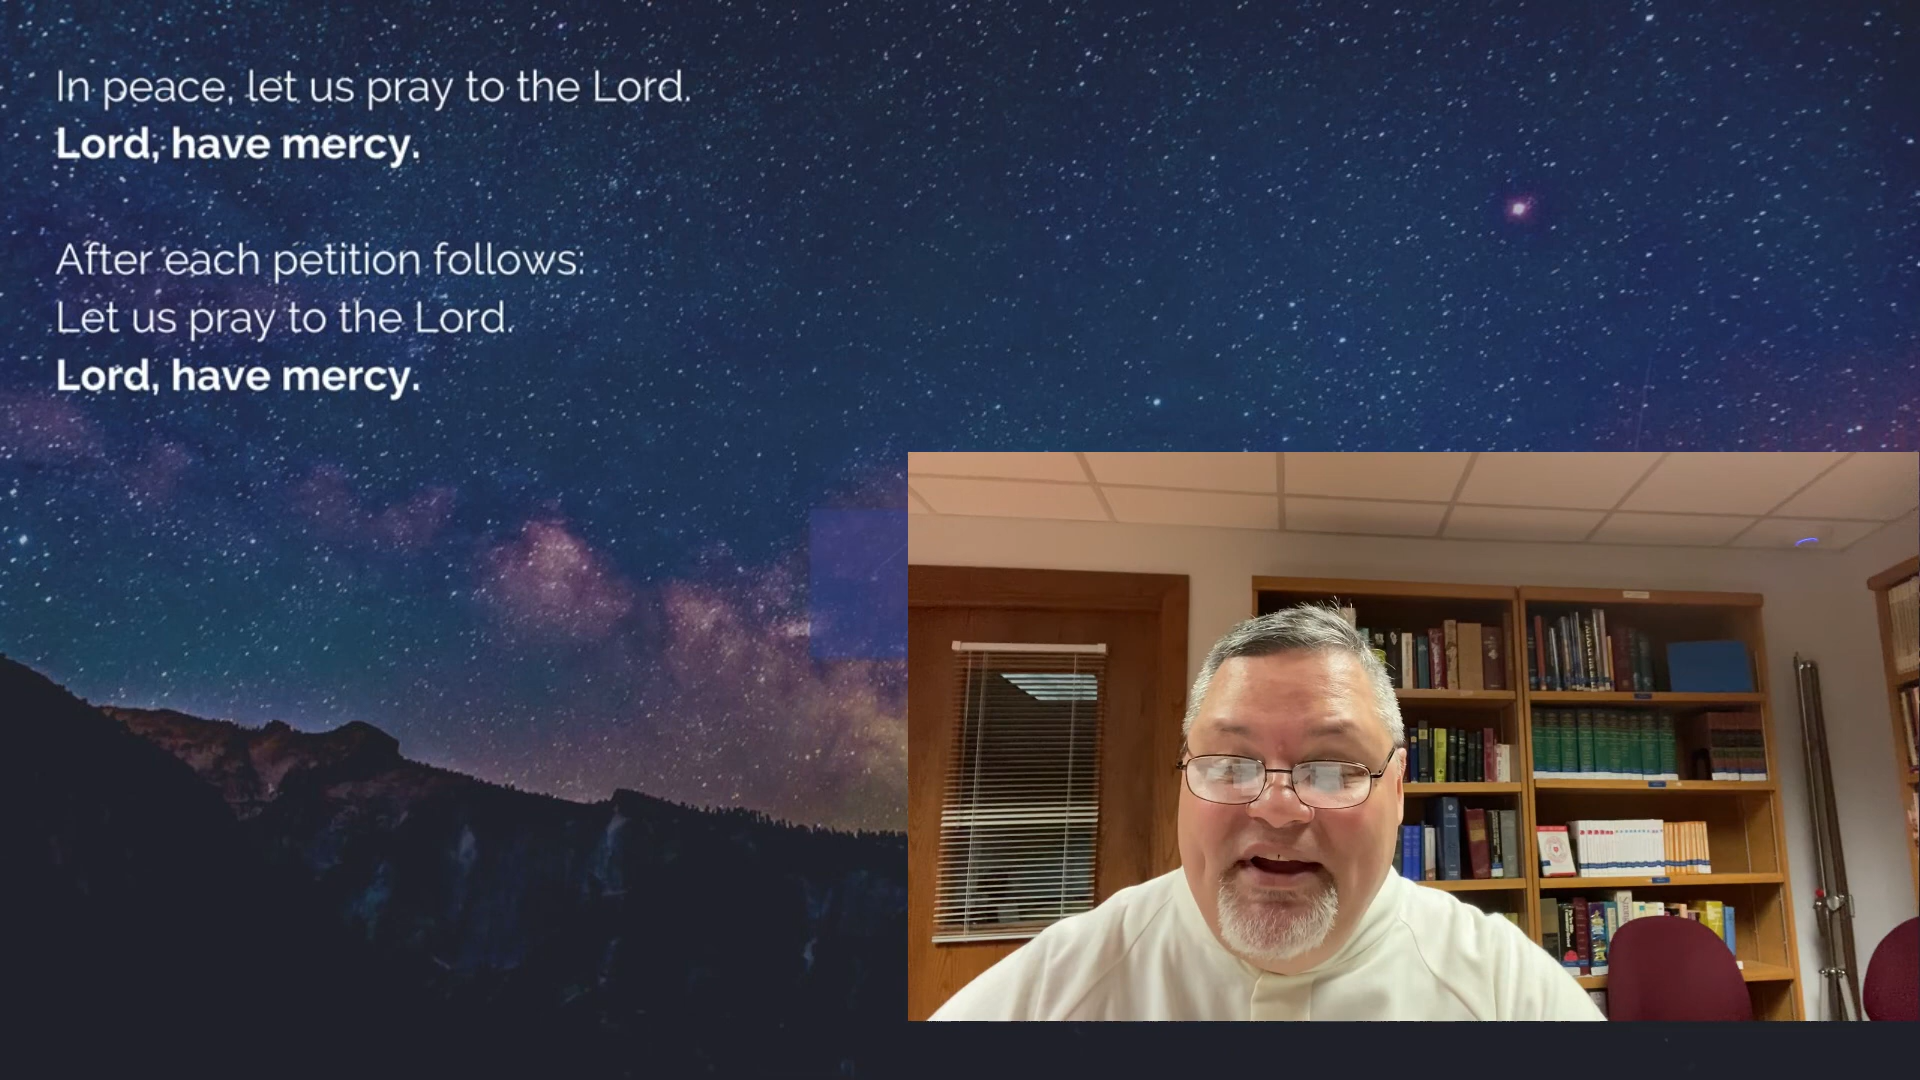 In peace, let us pray to the Lord.
Lord, have mercy.
After each petition follows:
Let us pray to the Lord.
Lord, have mercy.